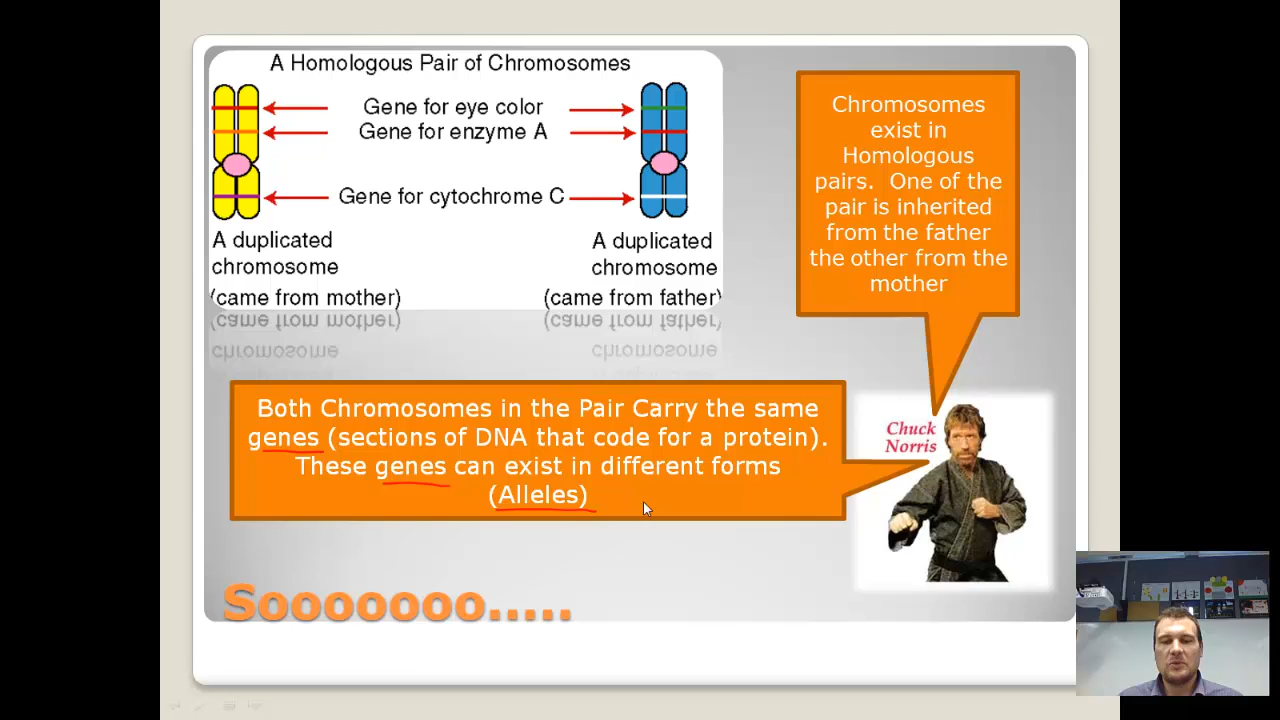 A Homologous Pair of Chromosomes
Gene for eye color
Gene for enzyme A
Gene for cytochrome C
A duplicated
chromosome
(came from mother)
A duplicated
chromosome
(came from father)
Chromosomes
exist in
Homologous
pairs. One of the
pair is inherited
from the father
the other from the
mother
Both Chromosomes in the Pair Carry the same
genes (sections of DNA that code for a protein).
These genes can exist in different forms
(Alleles)
Chuck
Norris
Sooooooo.....